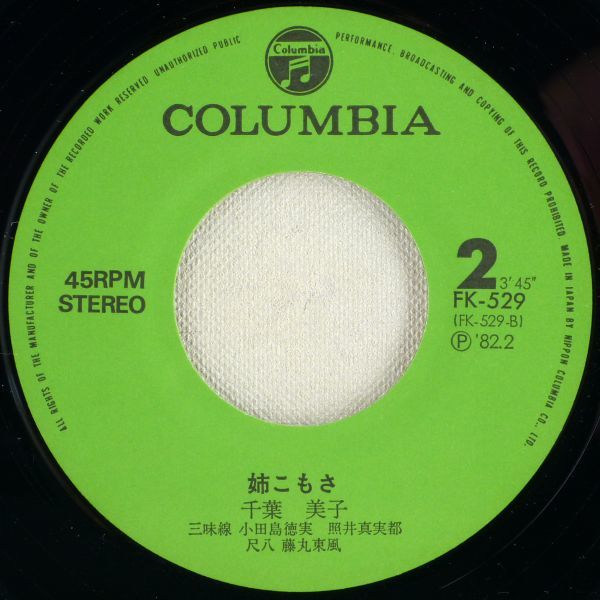 Columbia
ALL RIGHTS OF THE MANUFACTURER AND OF THE OWNER OF THE RECORDED WORK RESERVED UNAUTHORIZED PUBLIC PERFORMANCE, BROADCASTING AND COPYING OF THIS RECORD PROHIBITED MADE IN JAPAN BY NIPPON COLUMBIA CO., LTD.
COLUMBIA
45RPM
STEREO
2 3'45"
FK-529
(FK-529-B)
Ⓟ '82.2
姉こもさ
千葉 美子
三味線 小田島徳実 照井真実都
尺八 藤丸東風